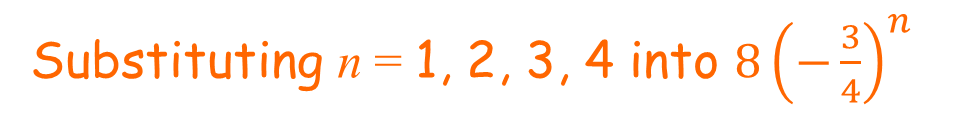 Substituting n = 1, 2, 3, 4 into 8(−3/4)^n